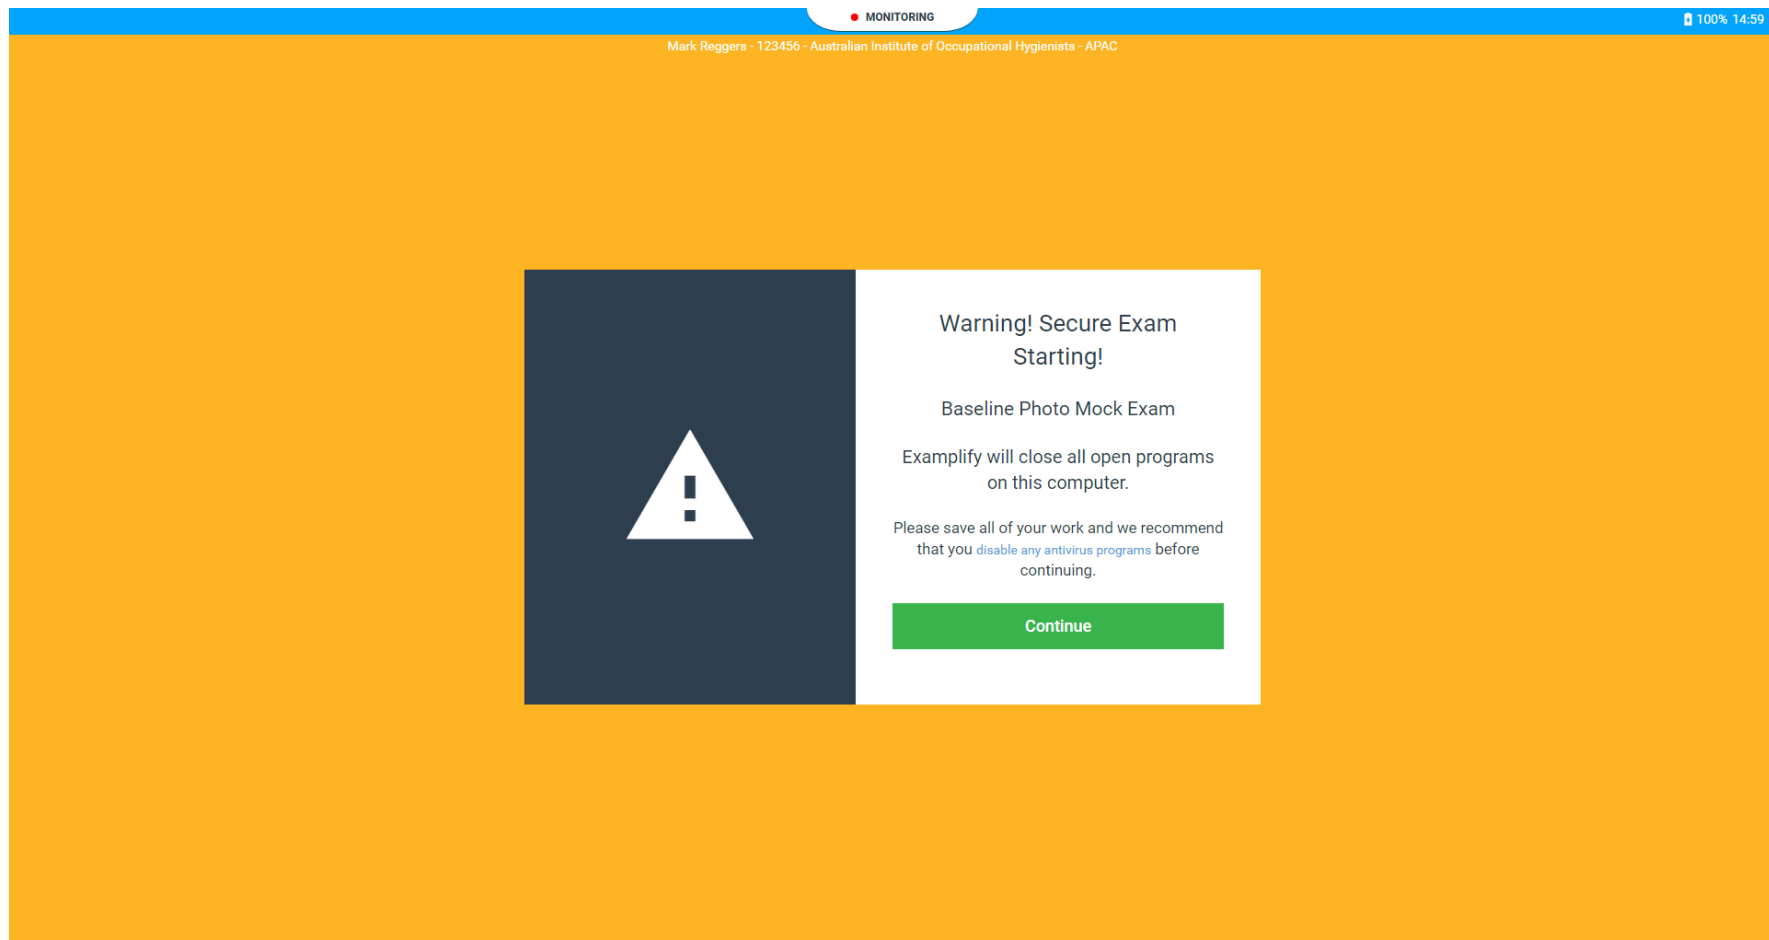 MONITORING
100% 14:59
Mark Reggers - 123456 - Australian Institute of Occupational Hygienists - APAC
Warning! Secure Exam
Starting!
Baseline Photo Mock Exam
Examplify will close all open programs
on this computer.
Please save all of your work and we recommend
that you disable any antivirus programs before
continuing.
Continue